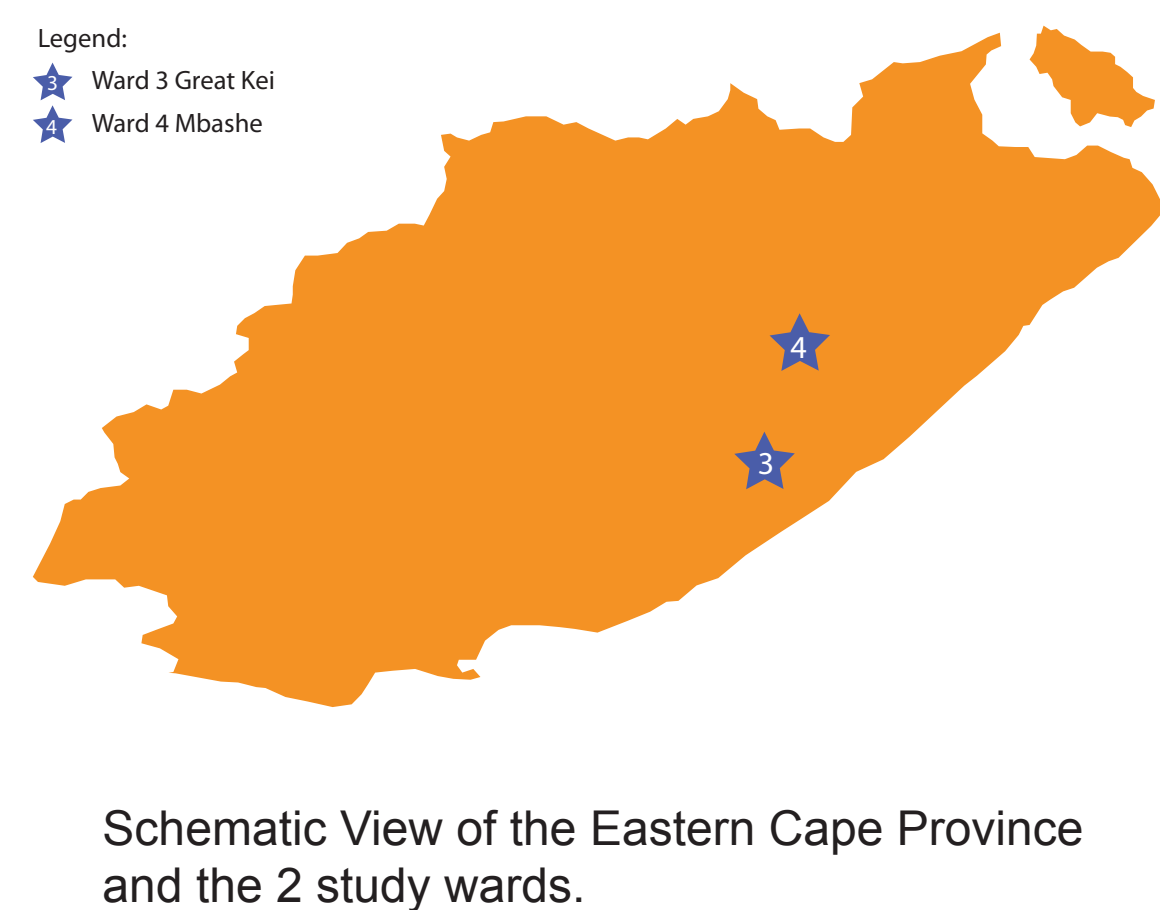 Legend:
3 Ward 3 Great Kei
4 Ward 4 Mbashe
4
3
Schematic View of the Eastern Cape Province
and the 2 study wards.